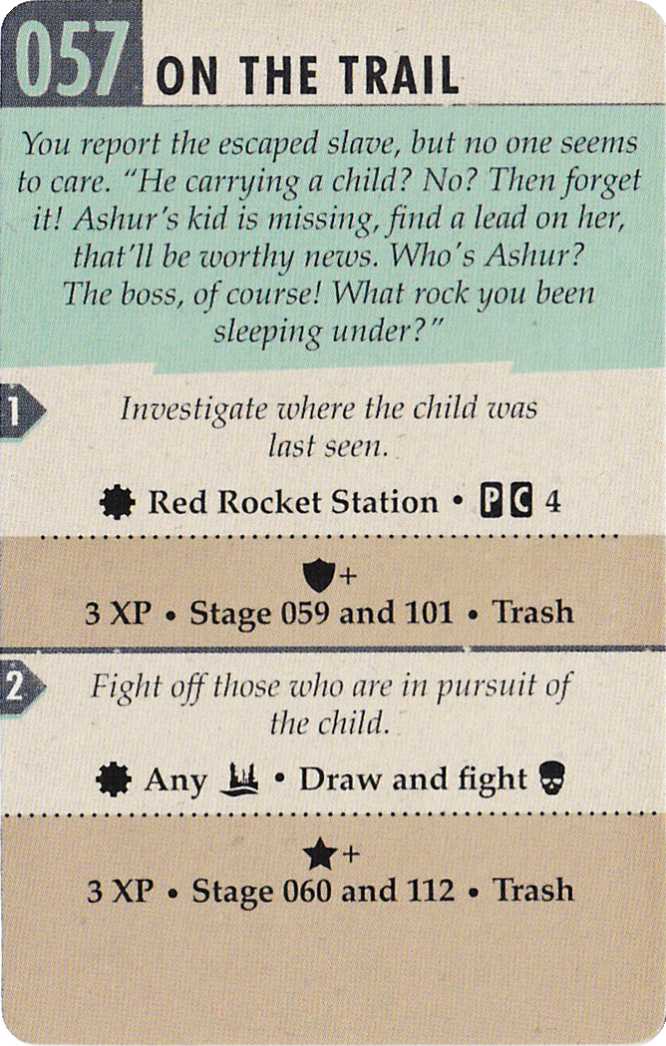 057 ON THE TRAIL
You report the escaped slave, but no one seems
to care. “He carrying a child? No? Then forget
it! Ashur's kid is missing, find a lead on her,
that'll be worthy news. Who's Ashur?
The boss, of course! What rock you been
sleeping under?”
1 Investigate where the child was
last seen.
Red Rocket Station • P C 4
+
3 XP • Stage 059 and 101 • Trash
2 Fight off those who are in pursuit of
the child.
Any • Draw and fight
+
3 XP • Stage 060 and 112 • Trash